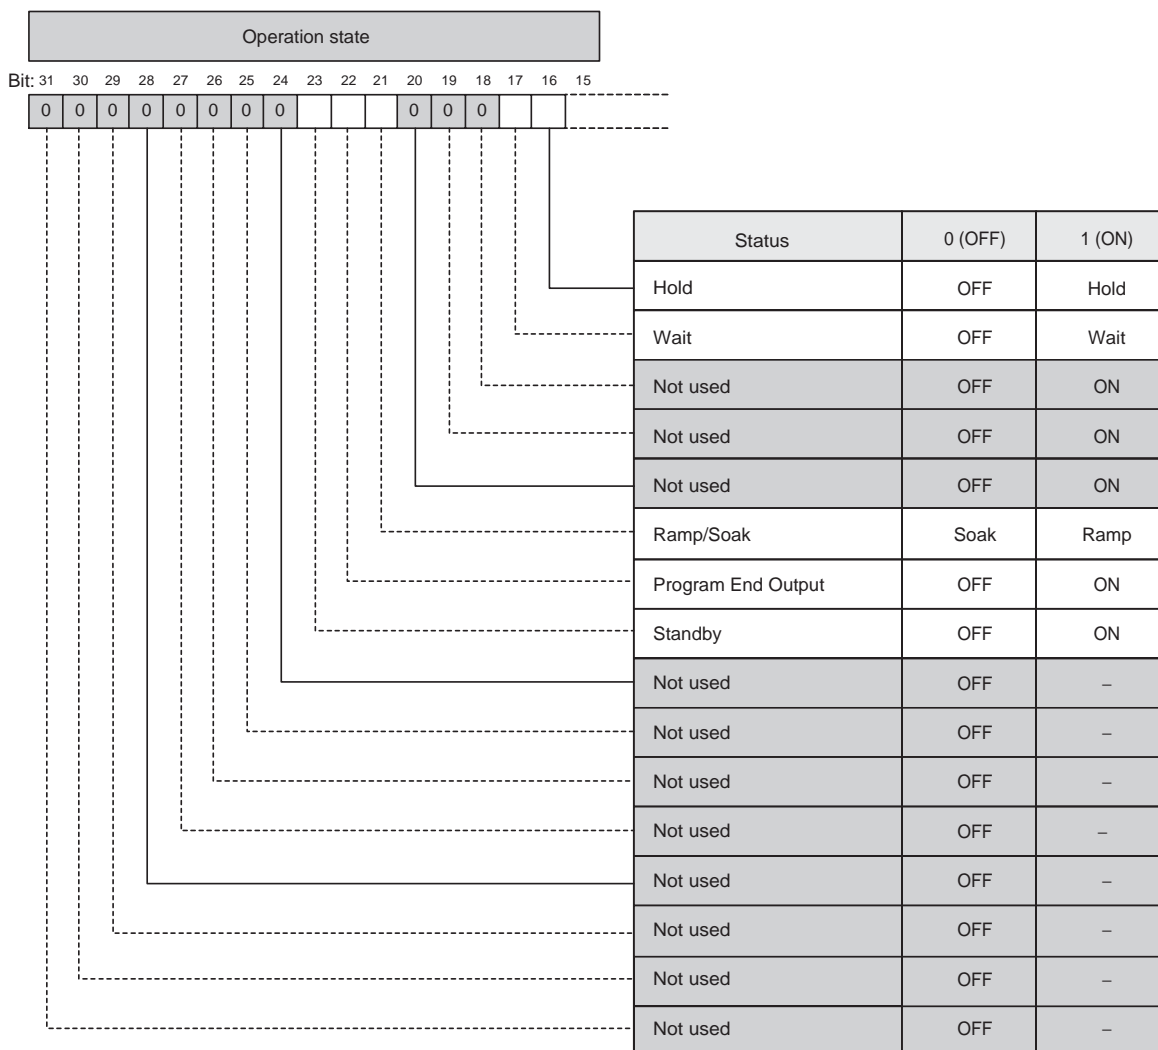 Operation state
Bit: 31 30 29 28 27 26 25 24 23 22 21 20 19 18 17 16 15
0 0 0 0 0 0 0 0 0 0 0
Status 0 (OFF) 1 (ON)
Hold OFF Hold
Wait OFF Wait
Not used OFF ON
Not used OFF ON
Not used OFF ON
Ramp/Soak Soak Ramp
Program End Output OFF ON
Standby OFF ON
Not used OFF –
Not used OFF –
Not used OFF –
Not used OFF –
Not used OFF –
Not used OFF –
Not used OFF –
Not used OFF –